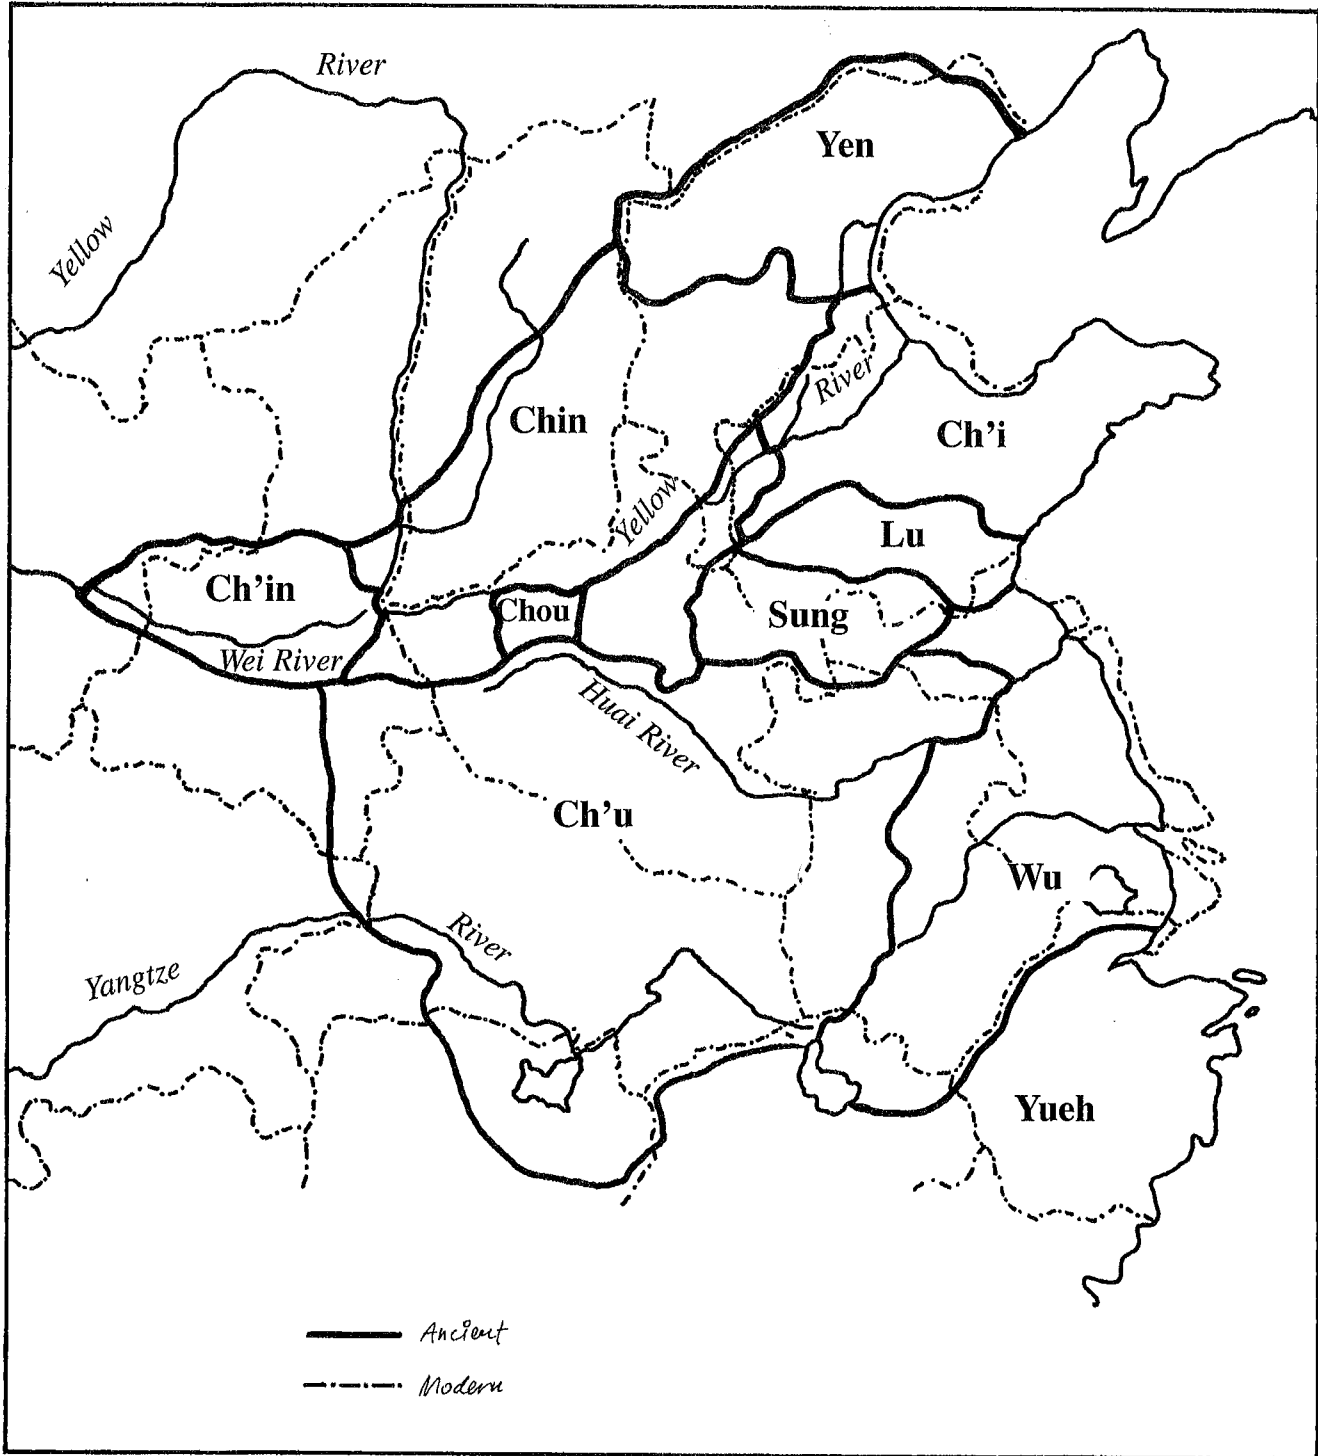 River
Yen
Yellow
River
Chin
Ch’i
Yellow
Lu
Ch’in
Chou
Sung
Wei River
Huai River
Ch’u
Wu
River
Yangtze
Yueh
Ancient
Modern